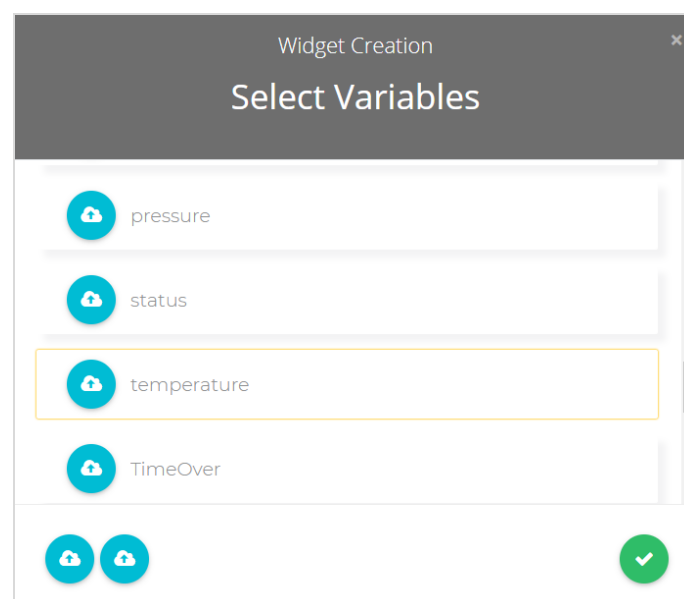 Widget Creation
×
Select Variables
pressure
status
temperature
TimeOver